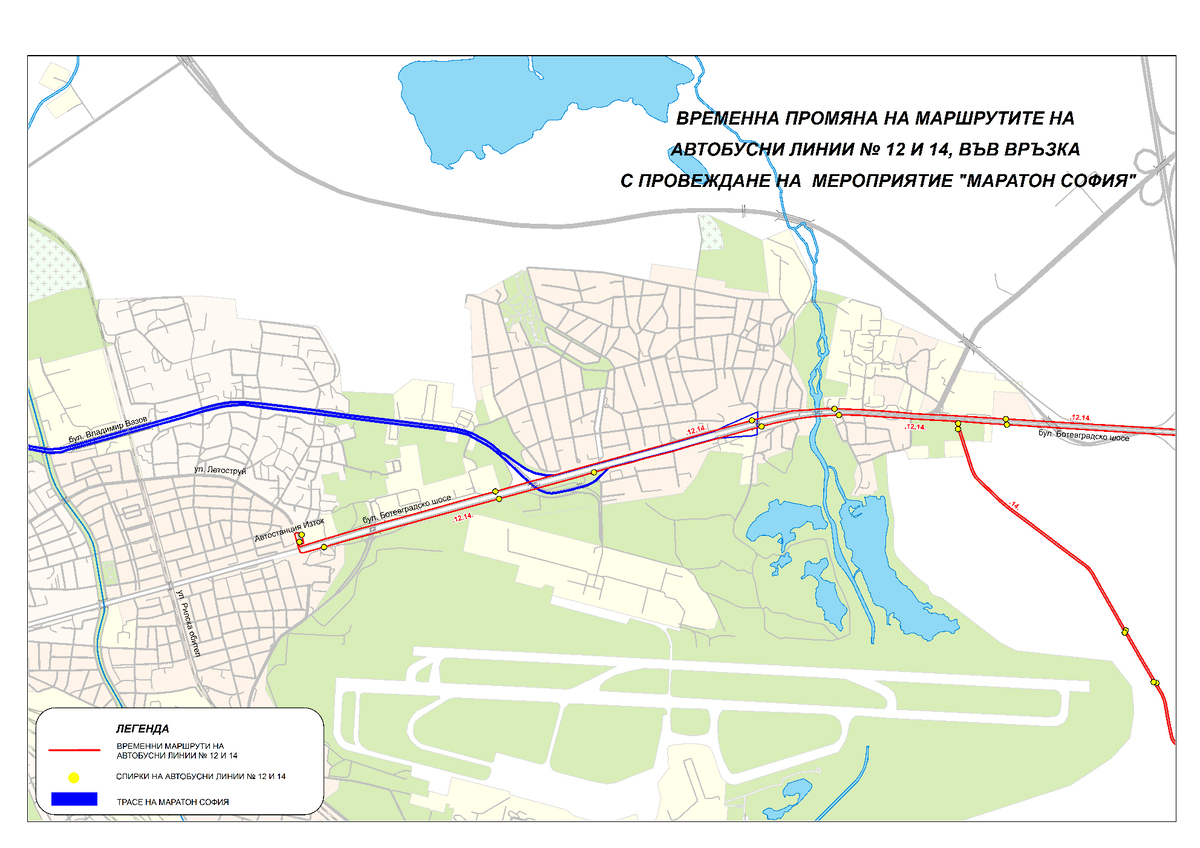 ВРЕМЕННА ПРОМЯНА НА МАРШРУТИТЕ НА
АВТОБУСНИ ЛИНИИ № 12 И 14, ВЪВ ВРЪЗКА
С ПРОВЕЖДАНЕ НА МЕРОПРИЯТИЕ "МАРАТОН СОФИЯ"
бул. Владимир Вазов
.12.14.
.12.14.
.12.14.
бул. Ботевградско шосе
ул. Летоструй
бул. Ботевградско шосе
.12.14.
.14.
Автостанция Изток
ул. Рилска обител
ЛЕГЕНДА
ВРЕМЕННИ МАРШРУТИ НА
АВТОБУСНИ ЛИНИИ № 12 И 14
СПИРКИ НА АВТОБУСНИ ЛИНИИ № 12 И 14
ТРАСЕ НА МАРАТОН СОФИЯ